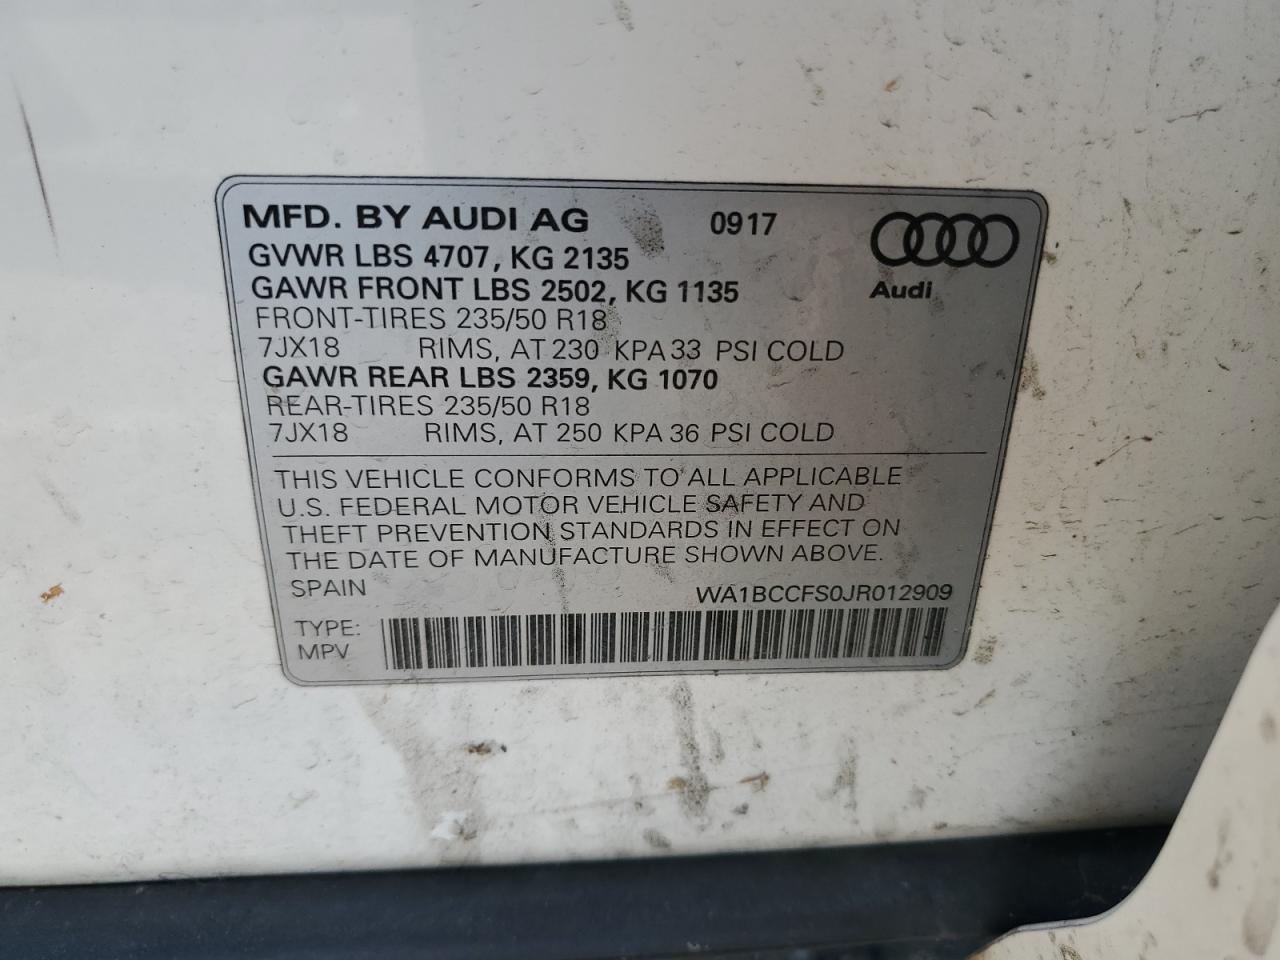 MFD. BY AUDI AG 0917
GVWR LBS 4707, KG 2135
GAWR FRONT LBS 2502, KG 1135
Audi
FRONT-TIRES 235/50 R18
7JX18 RIMS, AT 230 KPA 33 PSI COLD
GAWR REAR LBS 2359, KG 1070
REAR-TIRES 235/50 R18
7JX18 RIMS, AT 250 KPA 36 PSI COLD
THIS VEHICLE CONFORMS TO ALL APPLICABLE
U.S. FEDERAL MOTOR VEHICLE SAFETY AND
THEFT PREVENTION STANDARDS IN EFFECT ON
THE DATE OF MANUFACTURE SHOWN ABOVE.
SPAIN WA1BCCFS0JR012909
TYPE:
MPV